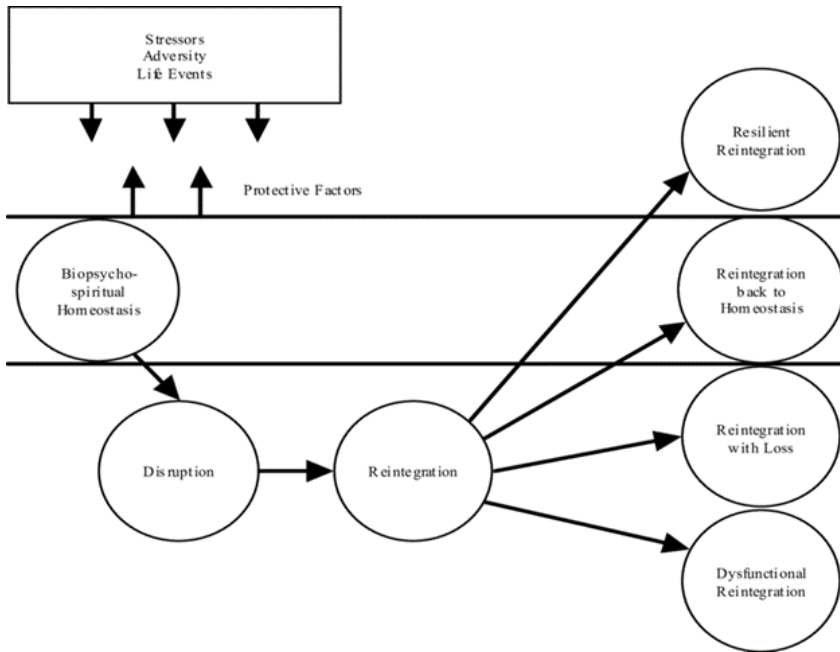 Stressors
Adversity
Life Events
Protective Factors
Resilient
Reintegration
Biopsycho-
spiritual
Homeostasis
Reintegration
back to
Homeostasis
Disruption
Reintegration
Reintegration
with Loss
Dysfunctional
Reintegration